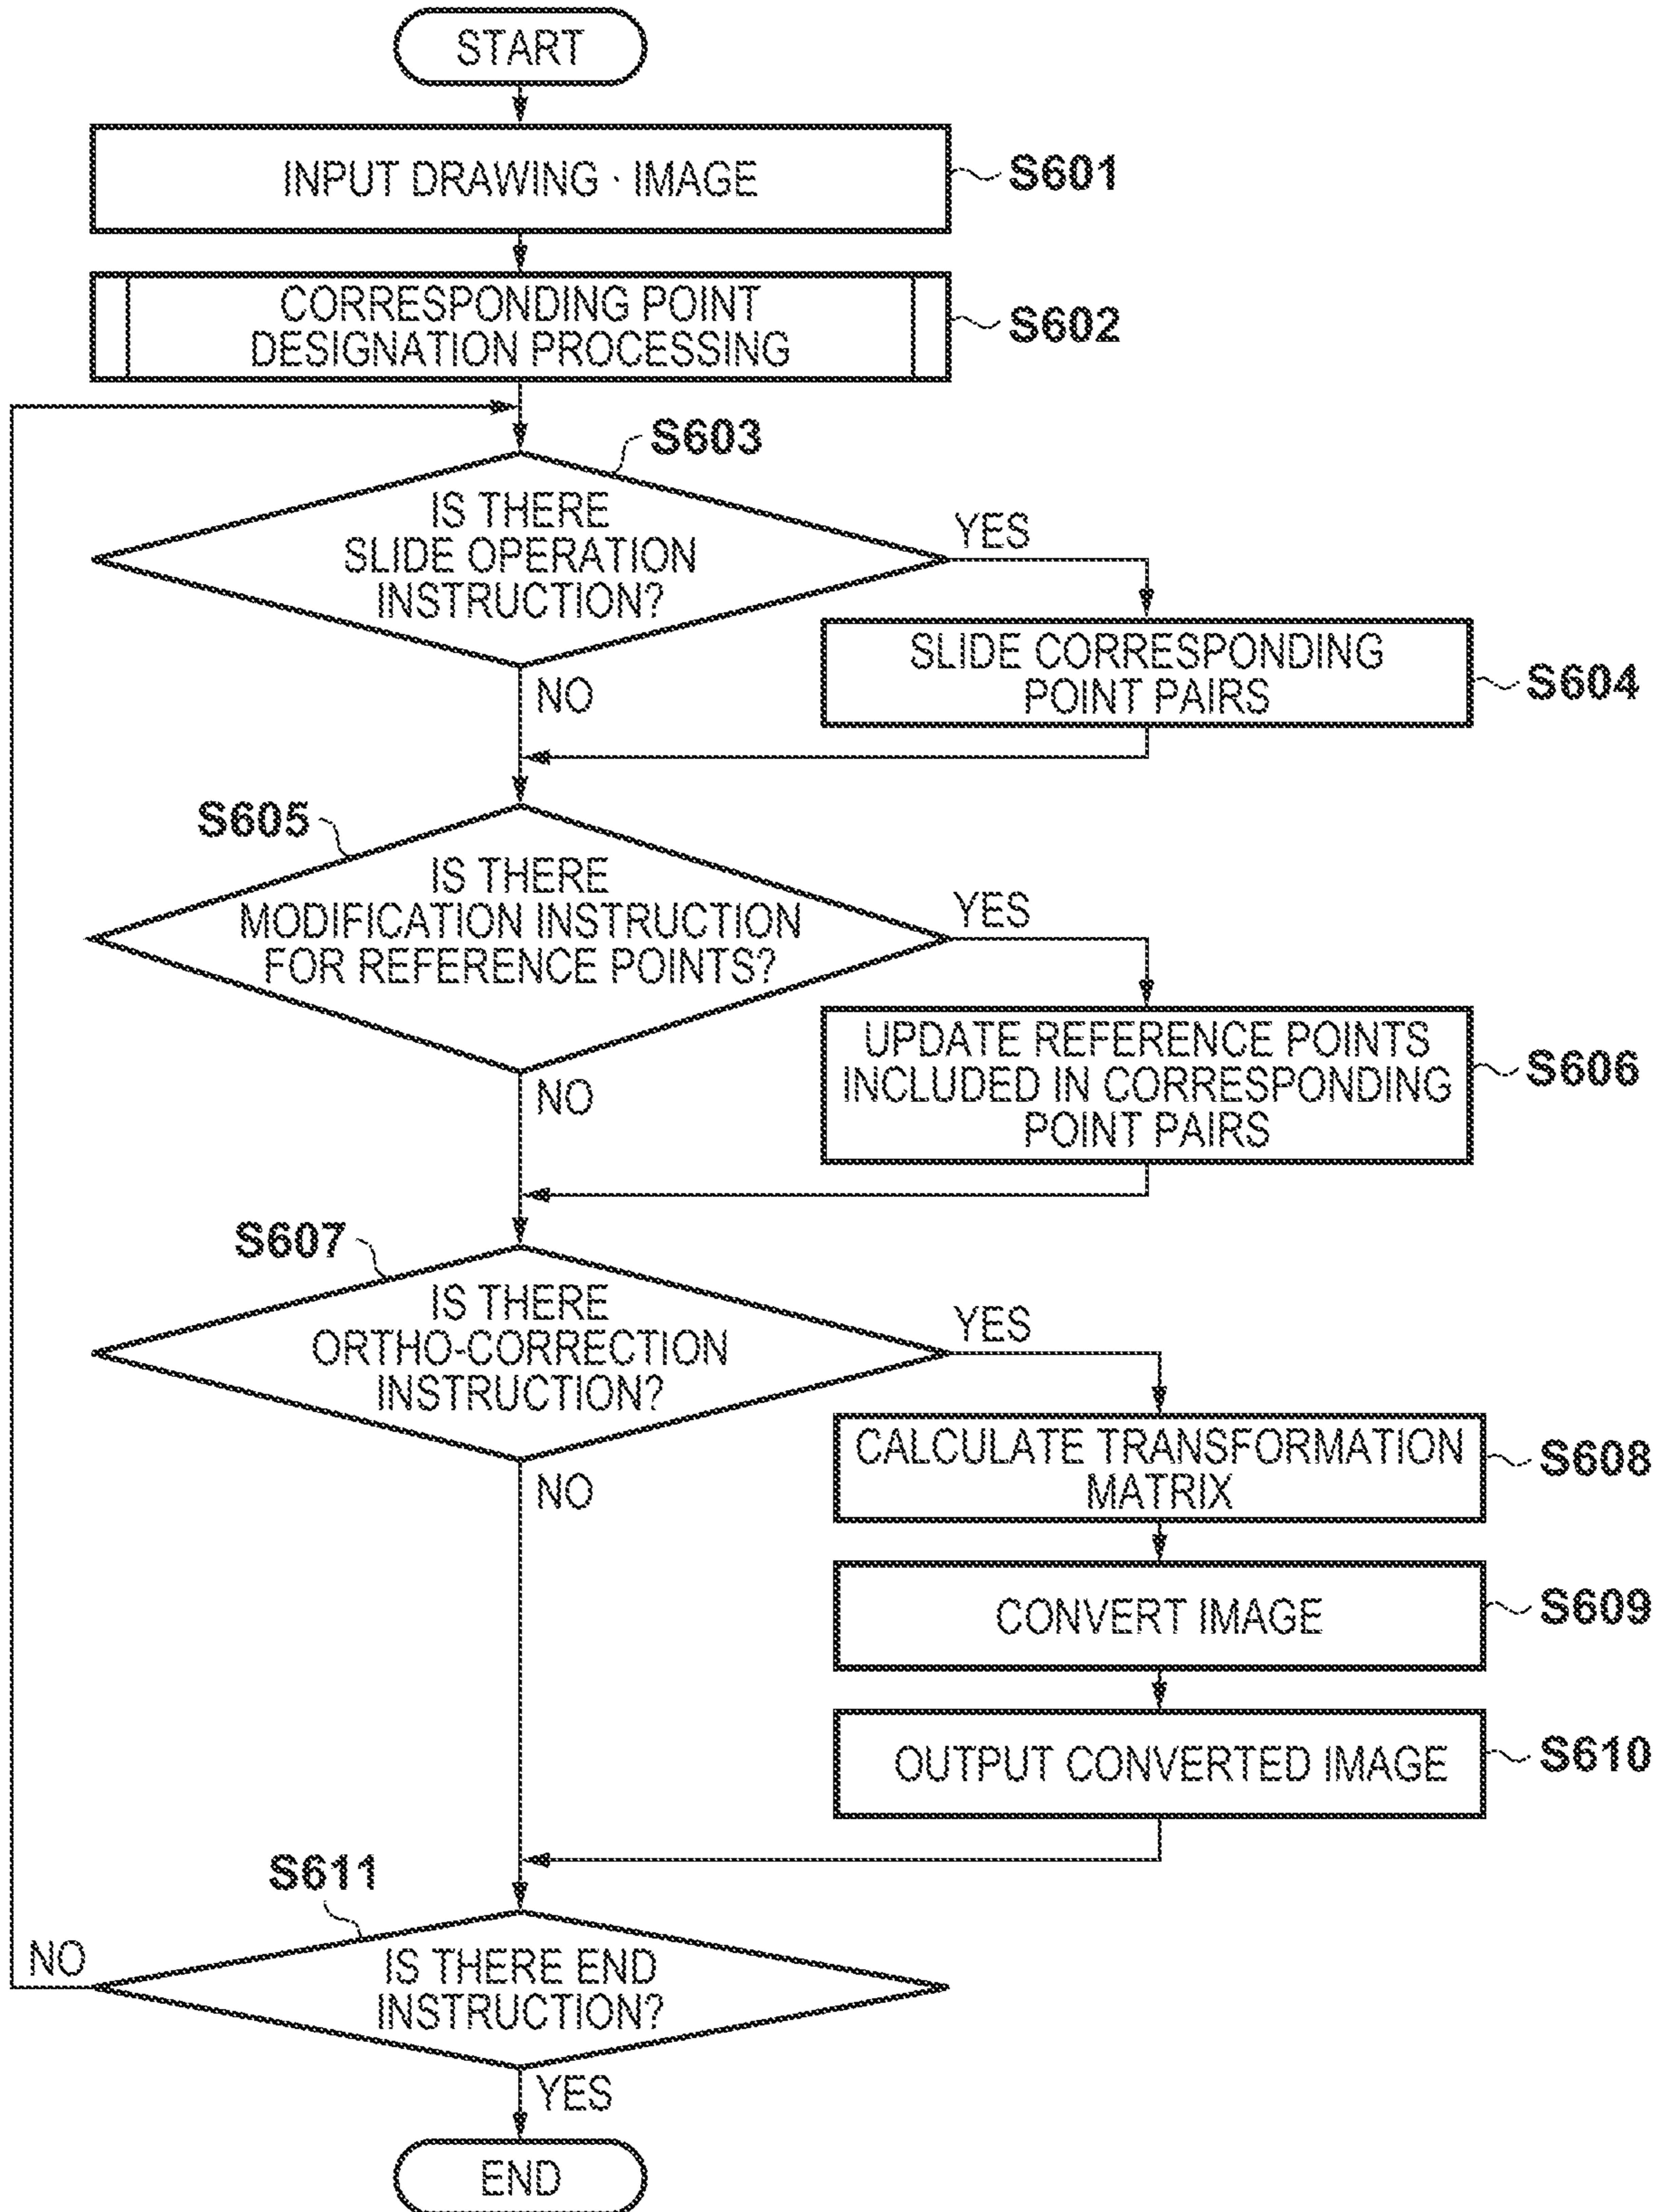 START
INPUT DRAWING · IMAGE
S601
CORRESPONDING POINT
DESIGNATION PROCESSING
S602
S603
IS THERE
SLIDE OPERATION
INSTRUCTION?
YES
NO
SLIDE CORRESPONDING
POINT PAIRS
S604
S605
IS THERE
MODIFICATION INSTRUCTION
FOR REFERENCE POINTS?
YES
NO
UPDATE REFERENCE POINTS
INCLUDED IN CORRESPONDING
POINT PAIRS
S606
S607
IS THERE
ORTHO-CORRECTION
INSTRUCTION?
YES
NO
CALCULATE TRANSFORMATION
MATRIX
S608
CONVERT IMAGE
S609
OUTPUT CONVERTED IMAGE
S610
S611
IS THERE END
INSTRUCTION?
NO
YES
END